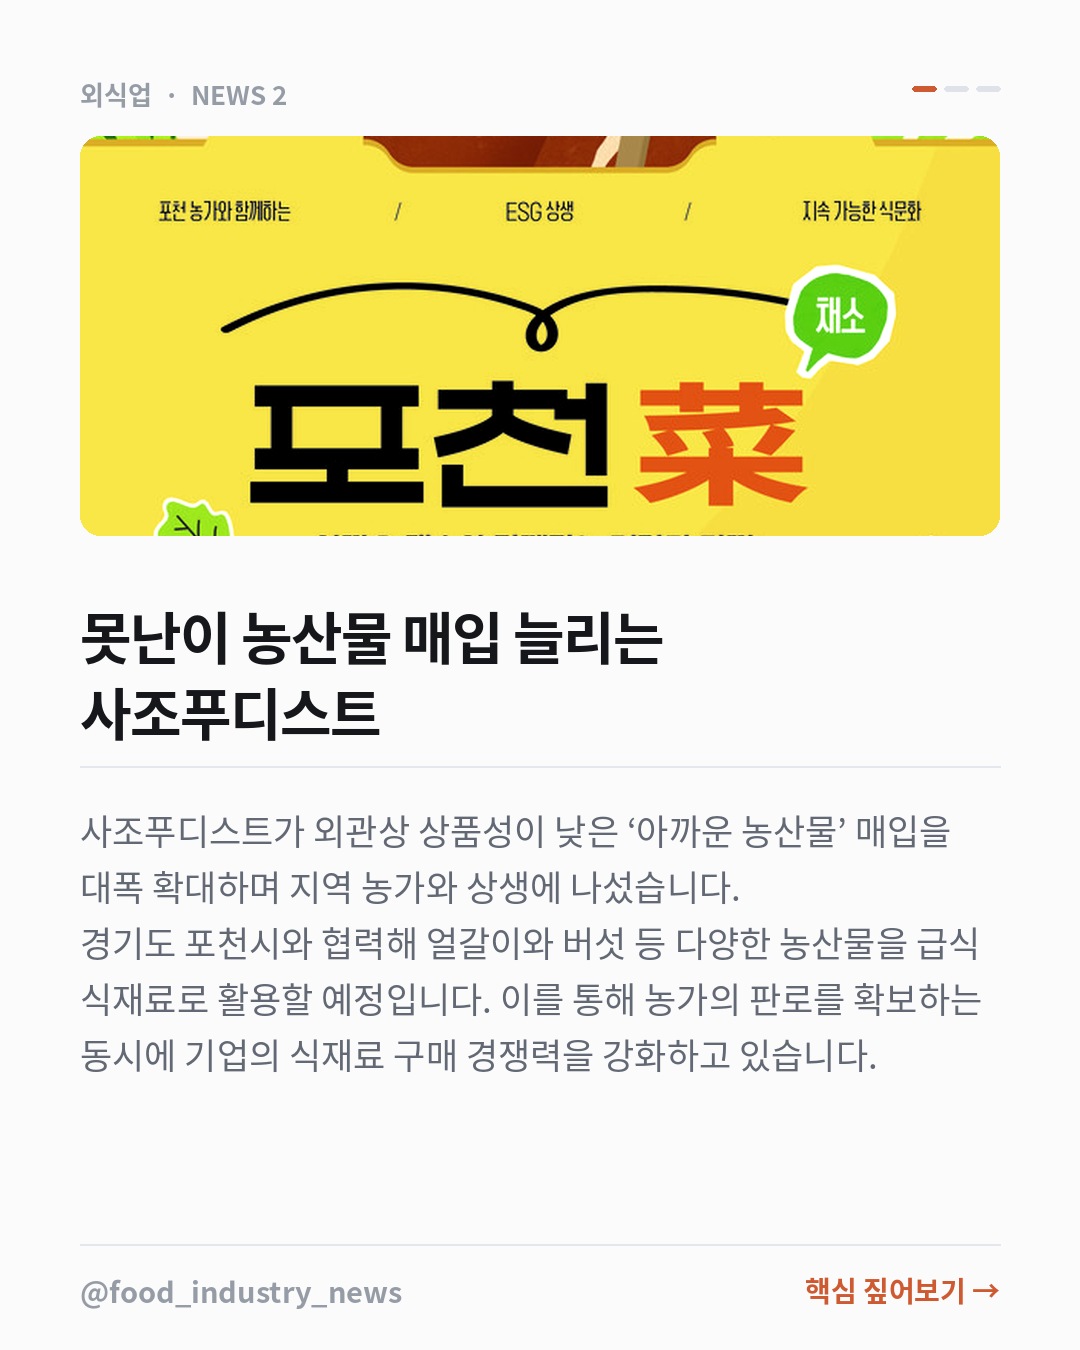 외식업 · NEWS 2
포천 농가와 함께하는 / ESG 상생 / 지속 가능한 식문화
채소
포천 菜
못난이 농산물 매입 늘리는
사조푸디스트
사조푸디스트가 외관상 상품성이 낮은 ‘아까운 농산물’ 매입을
대폭 확대하며 지역 농가와 상생에 나섰습니다.
경기도 포천시와 협력해 얼갈이와 버섯 등 다양한 농산물을 급식
식재료로 활용할 예정입니다. 이를 통해 농가의 판로를 확보하는
동시에 기업의 식재료 구매 경쟁력을 강화하고 있습니다.
@food_industry_news
핵심 짚어보기 →